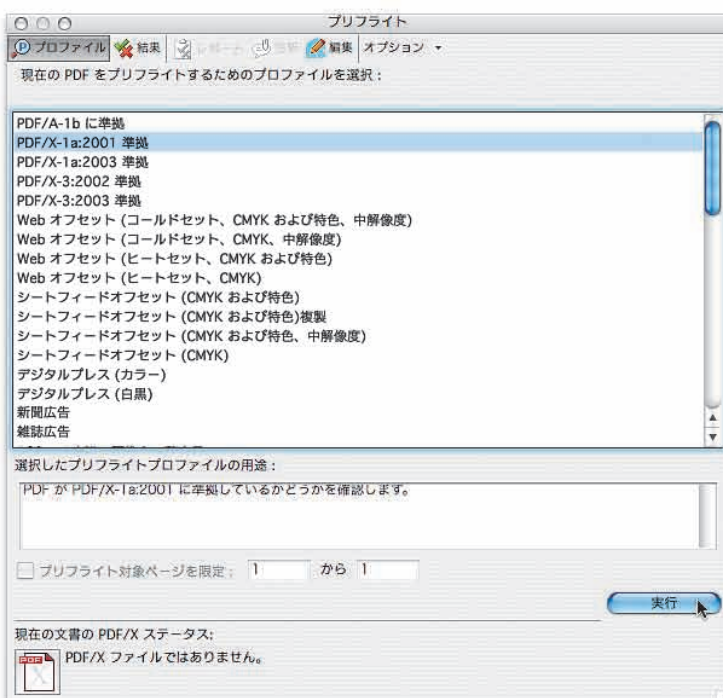 プリフライト
プロファイル 結果 編集 オプション
現在の PDF をプリフライトするためのプロファイルを選択：
PDF/A-1b に準拠
PDF/X-1a:2001 準拠
PDF/X-1a:2003 準拠
PDF/X-3:2002 準拠
PDF/X-3:2003 準拠
Web オフセット (コールドセット、CMYK および特色、中解像度)
Web オフセット (コールドセット、CMYK、中解像度)
Web オフセット (ヒートセット、CMYK および特色)
Web オフセット (ヒートセット、CMYK)
シートフィードオフセット (CMYK および特色)
シートフィードオフセット (CMYK および特色)複製
シートフィードオフセット (CMYK および特色、中解像度)
シートフィードオフセット (CMYK)
デジタルプレス (カラー)
デジタルプレス (白黒)
新聞広告
雑誌広告
選択したプリフライトプロファイルの用途：
PDF が PDF/X-1a:2001 に準拠しているかどうかを確認します。
プリフライト対象ページを限定： 1 から 1
実行
現在の文書の PDF/X ステータス:
PDF/X ファイルではありません。